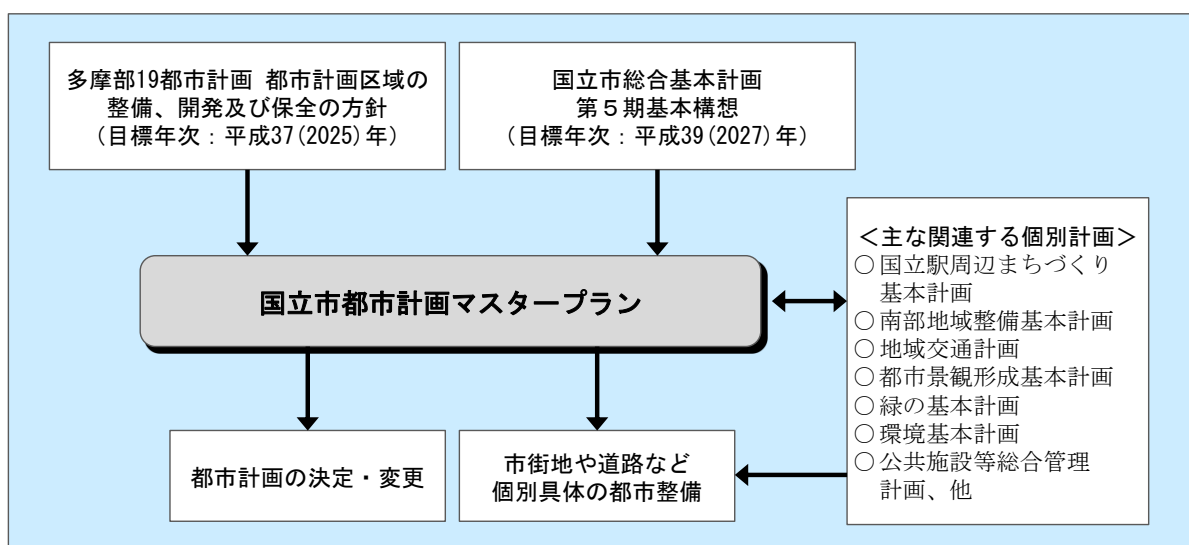 多摩部19都市計画 都市計画区域の
整備、開発及び保全の方針
(目標年次：平成37(2025)年)
国立市総合基本計画
第５期基本構想
(目標年次：平成39(2027)年)
国立市都市計画マスタープラン
＜主な関連する個別計画＞
○国立駅周辺まちづくり
基本計画
○南部地域整備基本計画
○地域交通計画
○都市景観形成基本計画
○緑の基本計画
○環境基本計画
○公共施設等総合管理
計画、他
都市計画の決定・変更
市街地や道路など
個別具体の都市整備